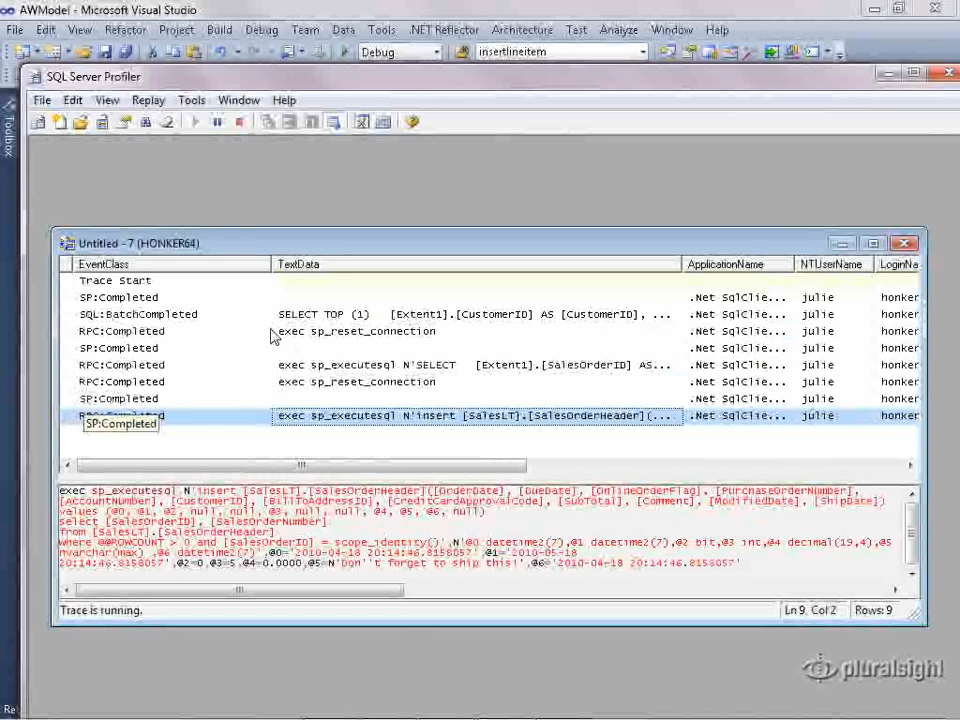 AWModel - Microsoft Visual Studio
File Edit View Refactor Project Build Debug Team Data Tools .NET Reflector Architecture Test Analyze Window Help
Debug insertlineitem
SQL Server Profiler
File Edit View Replay Tools Window Help
Toolbox
Untitled - 7 (HONKER64)
EventClass TextData ApplicationName NTUserName LoginNa
Trace Start
SP:Completed .Net SqlClie... julie honker
SQL:BatchCompleted SELECT TOP (1) [Extent1].[CustomerID] AS [CustomerID], ... .Net SqlClie... julie honker
RPC:Completed exec sp_reset_connection .Net SqlClie... julie honker
SP:Completed .Net SqlClie... julie honker
RPC:Completed exec sp_executesql N'SELECT [Extent1].[SalesOrderID] AS... .Net SqlClie... julie honker
RPC:Completed exec sp_reset_connection .Net SqlClie... julie honker
SP:Completed .Net SqlClie... julie honker
RPC:Completed exec sp_executesql N'insert [SalesLT].[SalesOrderHeader](... .Net SqlClie... julie honker
SP:Completed
exec sp_executesql N'insert [SalesLT].[SalesOrderHeader]([OrderDate], [DueDate], [OnlineOrderFlag], [PurchaseOrderNumber],
[AccountNumber], [CustomerID], [BillToAddressID], [CreditCardApprovalCode], [SubTotal], [Comment], [ModifiedDate], [ShipDate])
values (@0, @1, @2, null, null, @3, null, null, @4, @5, @6, null)
select [SalesOrderID], [SalesOrderNumber]
from [SalesLT].[SalesOrderHeader]
where @@ROWCOUNT > 0 and [SalesOrderID] = scope_identity()',N'@0 datetime2(7),@1 datetime2(7),@2 bit,@3 int,@4 decimal(19,4),@5
nvarchar(max) ,@6 datetime2(7)',@0='2010-04-18 20:14:46.8158057',@1='2010-05-18
20:14:46.8158057',@2=0,@3=5,@4=0.0000,@5=N'Don''t forget to ship this!',@6='2010-04-18 20:14:46.8158057'
Trace is running. Ln 9, Col 2 Rows: 9
pluralsight
Re